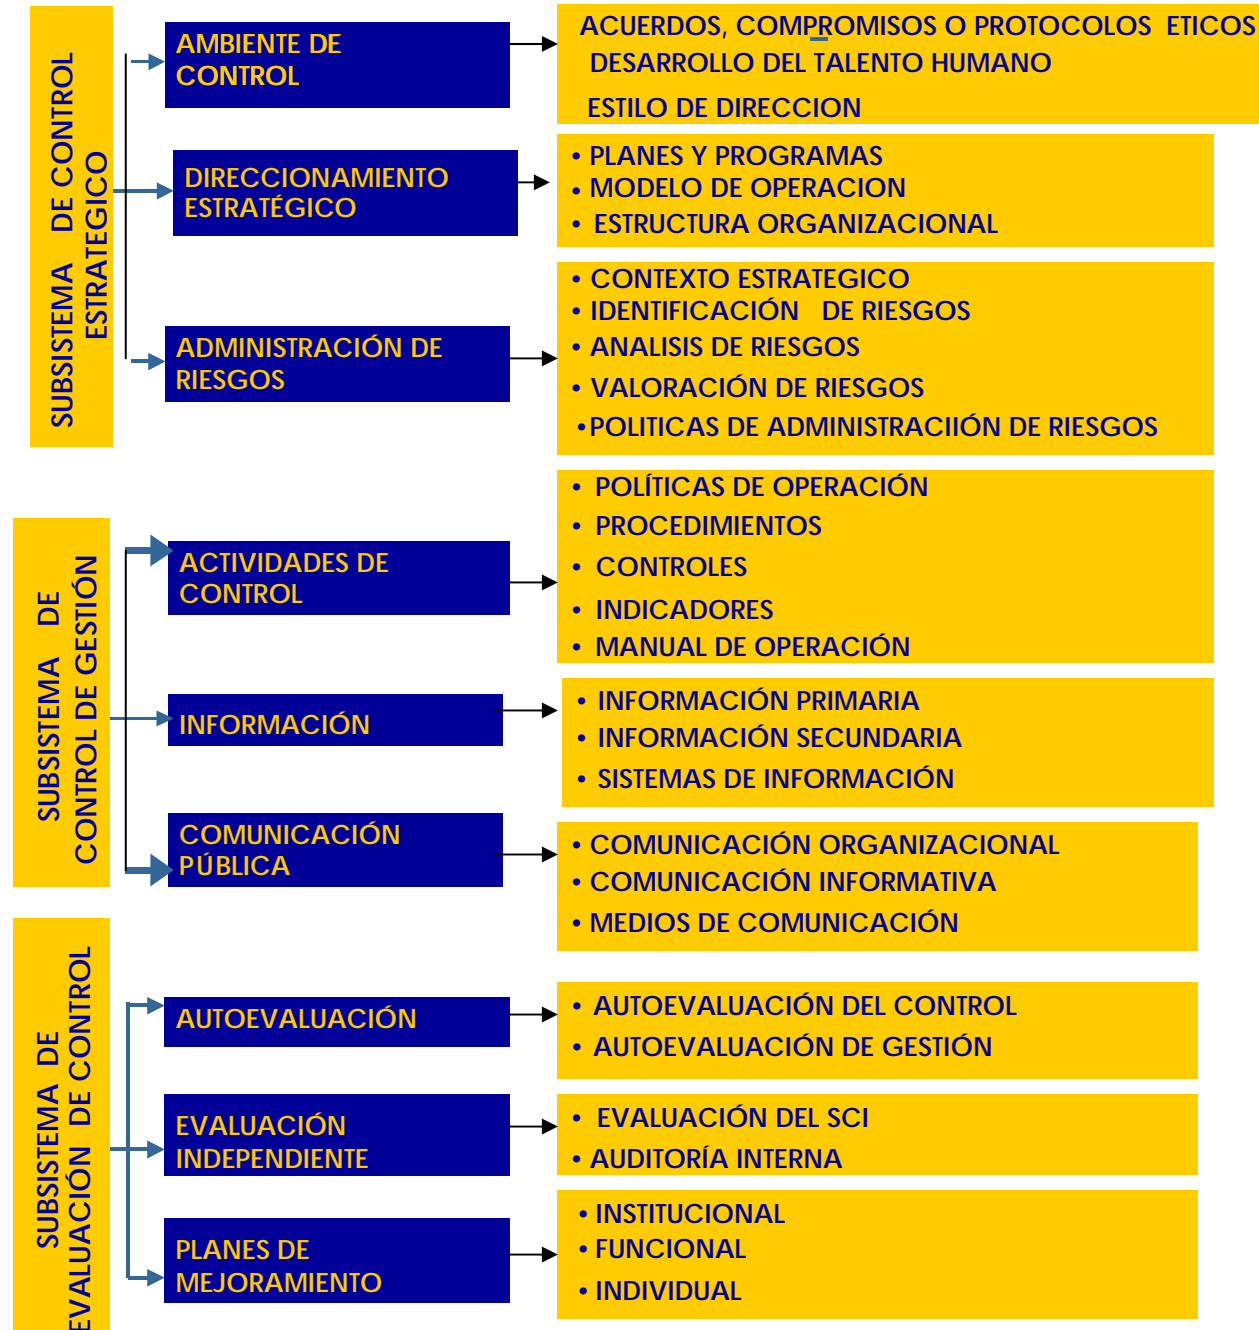 SUBSISTEMA DE CONTROL
ESTRATEGICO
AMBIENTE DE
CONTROL
ACUERDOS, COMPROMISOS O PROTOCOLOS ETICOS
DESARROLLO DEL TALENTO HUMANO
ESTILO DE DIRECCION
DIRECCIONAMIENTO
ESTRATÉGICO
• PLANES Y PROGRAMAS
• MODELO DE OPERACION
• ESTRUCTURA ORGANIZACIONAL
ADMINISTRACIÓN DE
RIESGOS
• CONTEXTO ESTRATEGICO
• IDENTIFICACIÓN DE RIESGOS
• ANALISIS DE RIESGOS
• VALORACIÓN DE RIESGOS
•POLITICAS DE ADMINISTRACIIÓN DE RIESGOS
SUBSISTEMA DE
CONTROL DE GESTIÓN
ACTIVIDADES DE
CONTROL
• POLÍTICAS DE OPERACIÓN
• PROCEDIMIENTOS
• CONTROLES
• INDICADORES
• MANUAL DE OPERACIÓN
INFORMACIÓN
• INFORMACIÓN PRIMARIA
• INFORMACIÓN SECUNDARIA
• SISTEMAS DE INFORMACIÓN
COMUNICACIÓN
PÚBLICA
• COMUNICACIÓN ORGANIZACIONAL
• COMUNICACIÓN INFORMATIVA
• MEDIOS DE COMUNICACIÓN
SUBSISTEMA DE
EVALUACIÓN DE CONTROL
AUTOEVALUACIÓN
• AUTOEVALUACIÓN DEL CONTROL
• AUTOEVALUACIÓN DE GESTIÓN
EVALUACIÓN
INDEPENDIENTE
• EVALUACIÓN DEL SCI
• AUDITORÍA INTERNA
PLANES DE
MEJORAMIENTO
• INSTITUCIONAL
• FUNCIONAL
• INDIVIDUAL